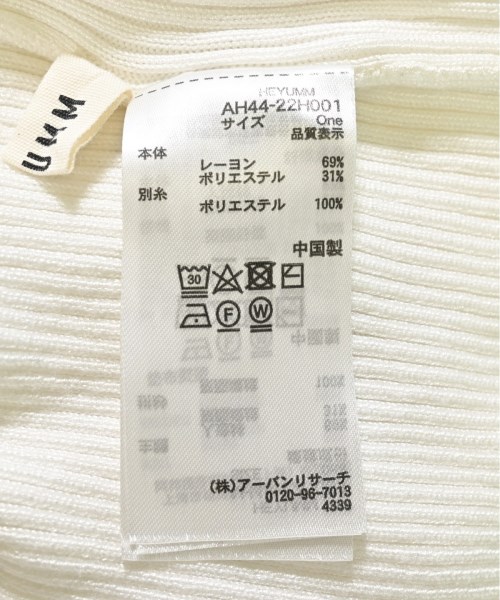 UMM
HEYUMM
AH44-22H001
サイズ One
品質表示
本体 レーヨン 69%
ポリエステル 31%
別糸 ポリエステル 100%
中国製
30
F W
(株)アーバンリサーチ
0120-96-7013
4339